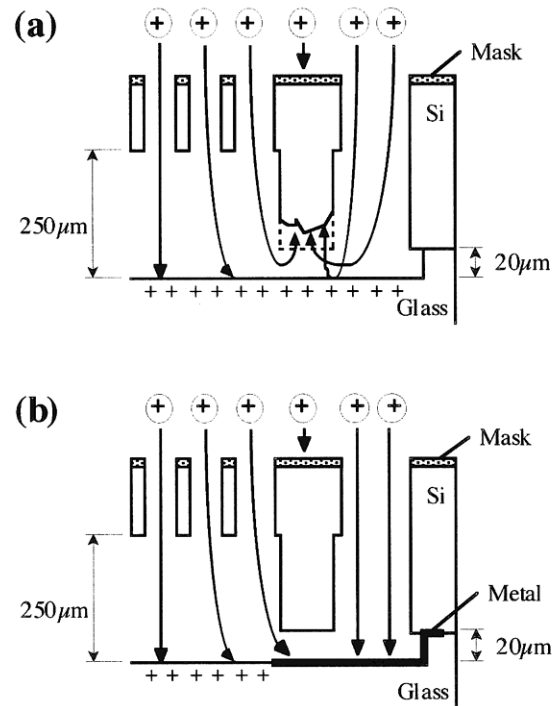 (a)
+ + + + + +
Mask
Si
250μm
20μm
+ + + + + + + + + + +
Glass
(b)
+ + + + + +
Mask
Si
250μm
Metal
20μm
+ + + + + +
Glass